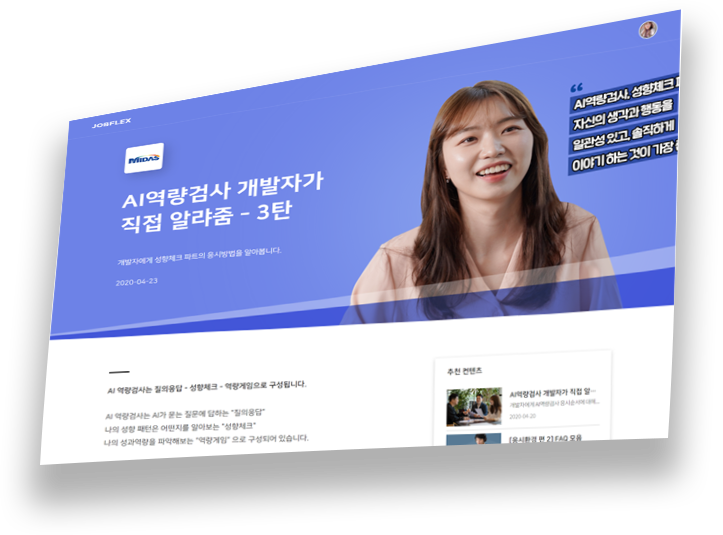 JOBFLEX
MIDAS
AI역량검사 개발자가
직접 알랴줌 - 3탄
개발자에게 성향체크 파트의 응시방법을 알아봅니다.
2020-04-23
AI역량검사, 성향체크
자신의 생각과 행동을
일관성 있고, 솔직하게
이야기 하는 것이 가장
AI 역량검사는 질의응답 - 성향체크 - 역량게임으로 구성됩니다.
AI 역량검사는 AI가 묻는 질문에 답하는 "질의응답"
나의 성향 패턴은 어떤지를 알아보는 "성향체크"
나의 성과역량을 파악해보는 "역량게임" 으로 구성되어 있습니다.
추천 컨텐츠
AI역량검사 개발자가 직접 알…
개발자에게 AI역량검사 응시순서에 대해…
2020-04-20
[응시환경 편 2] FAQ 모음